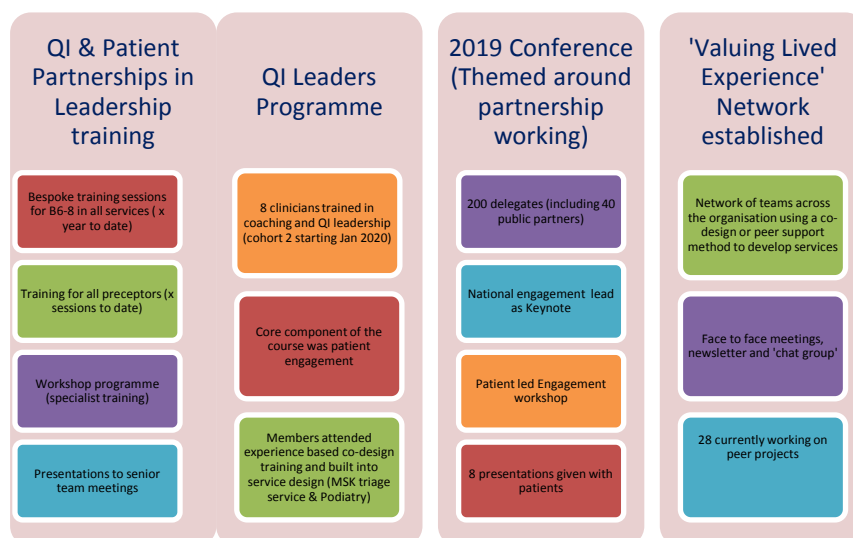 QI & Patient
Partnerships in
Leadership
training
Bespoke training sessions
for B6-8 in all services ( x
year to date)
Training for all preceptors (x
sessions to date)
Workshop programme
(specialist training)
Presentations to senior
team meetings
QI Leaders
Programme
8 clinicians trained in
coaching and QI leadership
(cohort 2 starting Jan 2020)
Core component of the
course was patient
engagement
Members attended
experience based co-design
training and built into
service design (MSK triage
service & Podiatry)
2019 Conference
(Themed around
partnership
working)
200 delegates (including 40
public partners)
National engagement lead
as Keynote
Patient led Engagement
workshop
8 presentations given with
patients
'Valuing Lived
Experience'
Network
established
Network of teams across
the organisation using a co-
design or peer support
method to develop services
Face to face meetings,
newsletter and 'chat group'
28 currently working on
peer projects